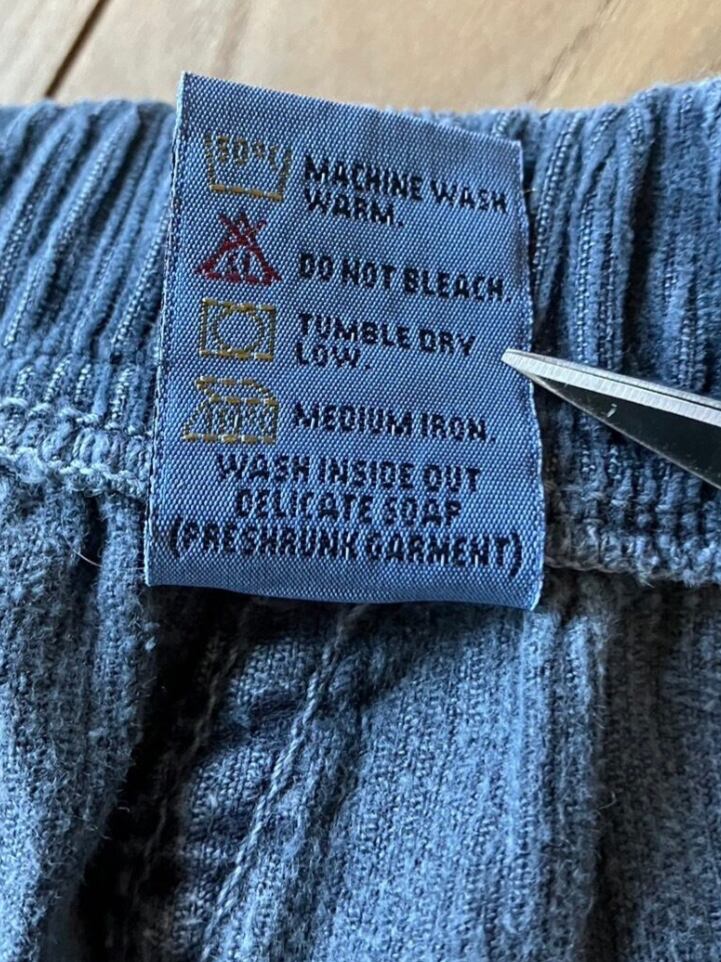 30°C
MACHINE WASH
WARM.
DO NOT BLEACH.
TUMBLE DRY
LOW.
MEDIUM IRON.
WASH INSIDE OUT
DELICATE SOAP
(PRESHRUNK GARMENT)